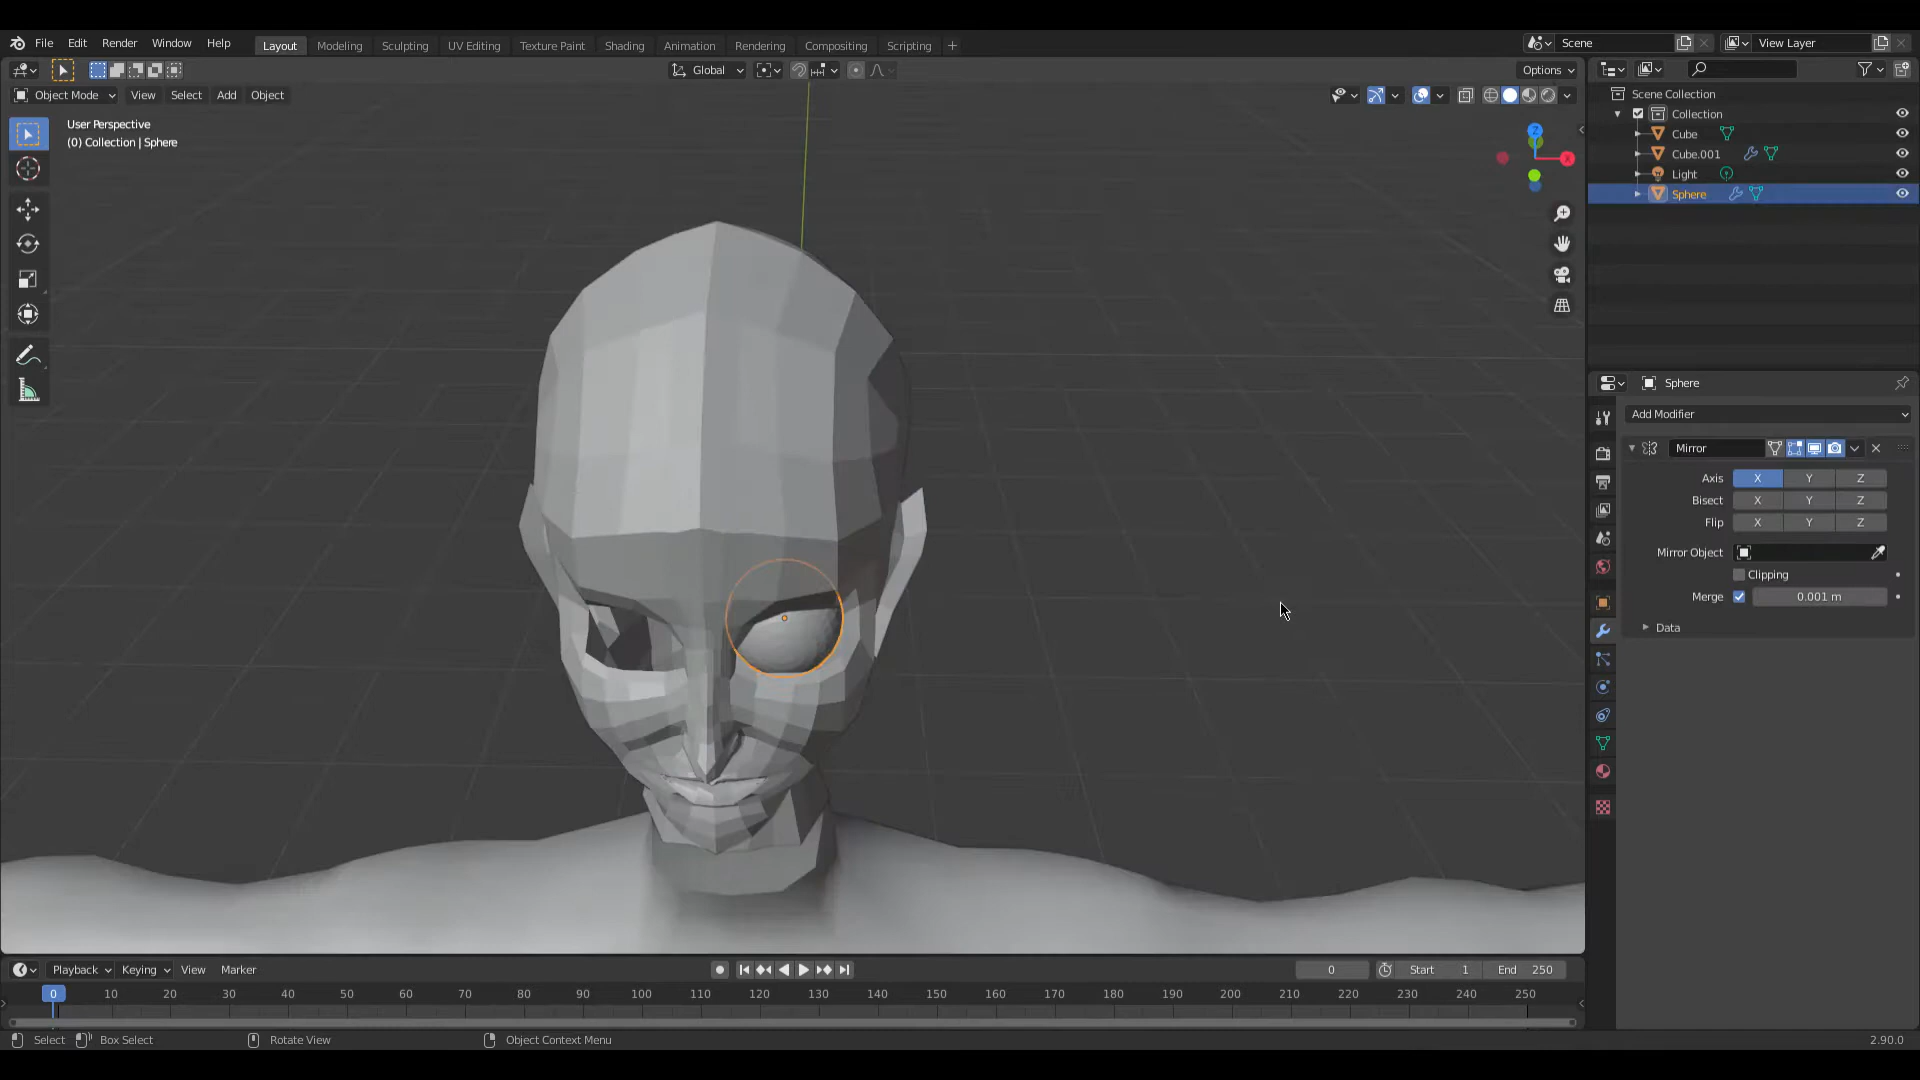 File Edit Render Window Help
Layout Modeling Sculpting UV Editing Texture Paint Shading Animation Rendering Compositing Scripting +
Scene
View Layer
Global
Options
Object Mode View Select Add Object
User Perspective
(0) Collection | Sphere
Z
X
Scene Collection
Collection
Cube
Cube.001
Light
Sphere
Sphere
Add Modifier
Mirror
Axis X Y Z
Bisect X Y Z
Flip X Y Z
Mirror Object
Clipping
Merge 0.001 m
Data
Playback Keying View Marker
0 Start 1 End 250
0 10 20 30 40 50 60 70 80 90 100 110 120 130 140 150 160 170 180 190 200 210 220 230 240 250
Select Box Select Rotate View Object Context Menu 2.90.0